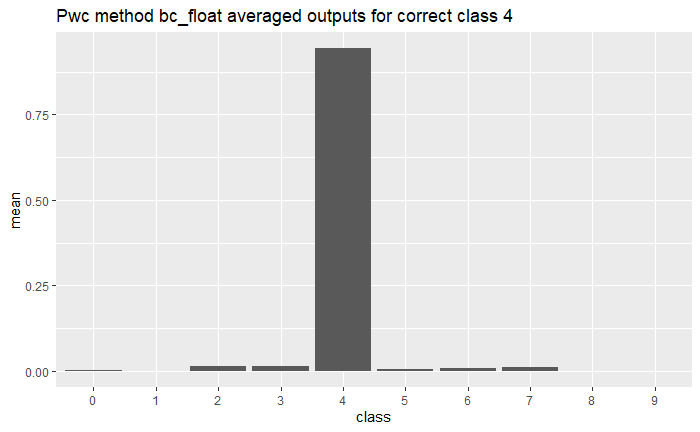 Pwc method bc_float averaged outputs for correct class 4
mean
0.75
0.50
0.25
0.00
0 1 2 3 4 5 6 7 8 9
class